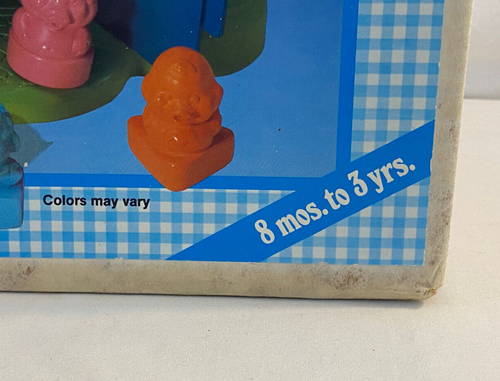 Colors may vary
8 mos. to 3 yrs.